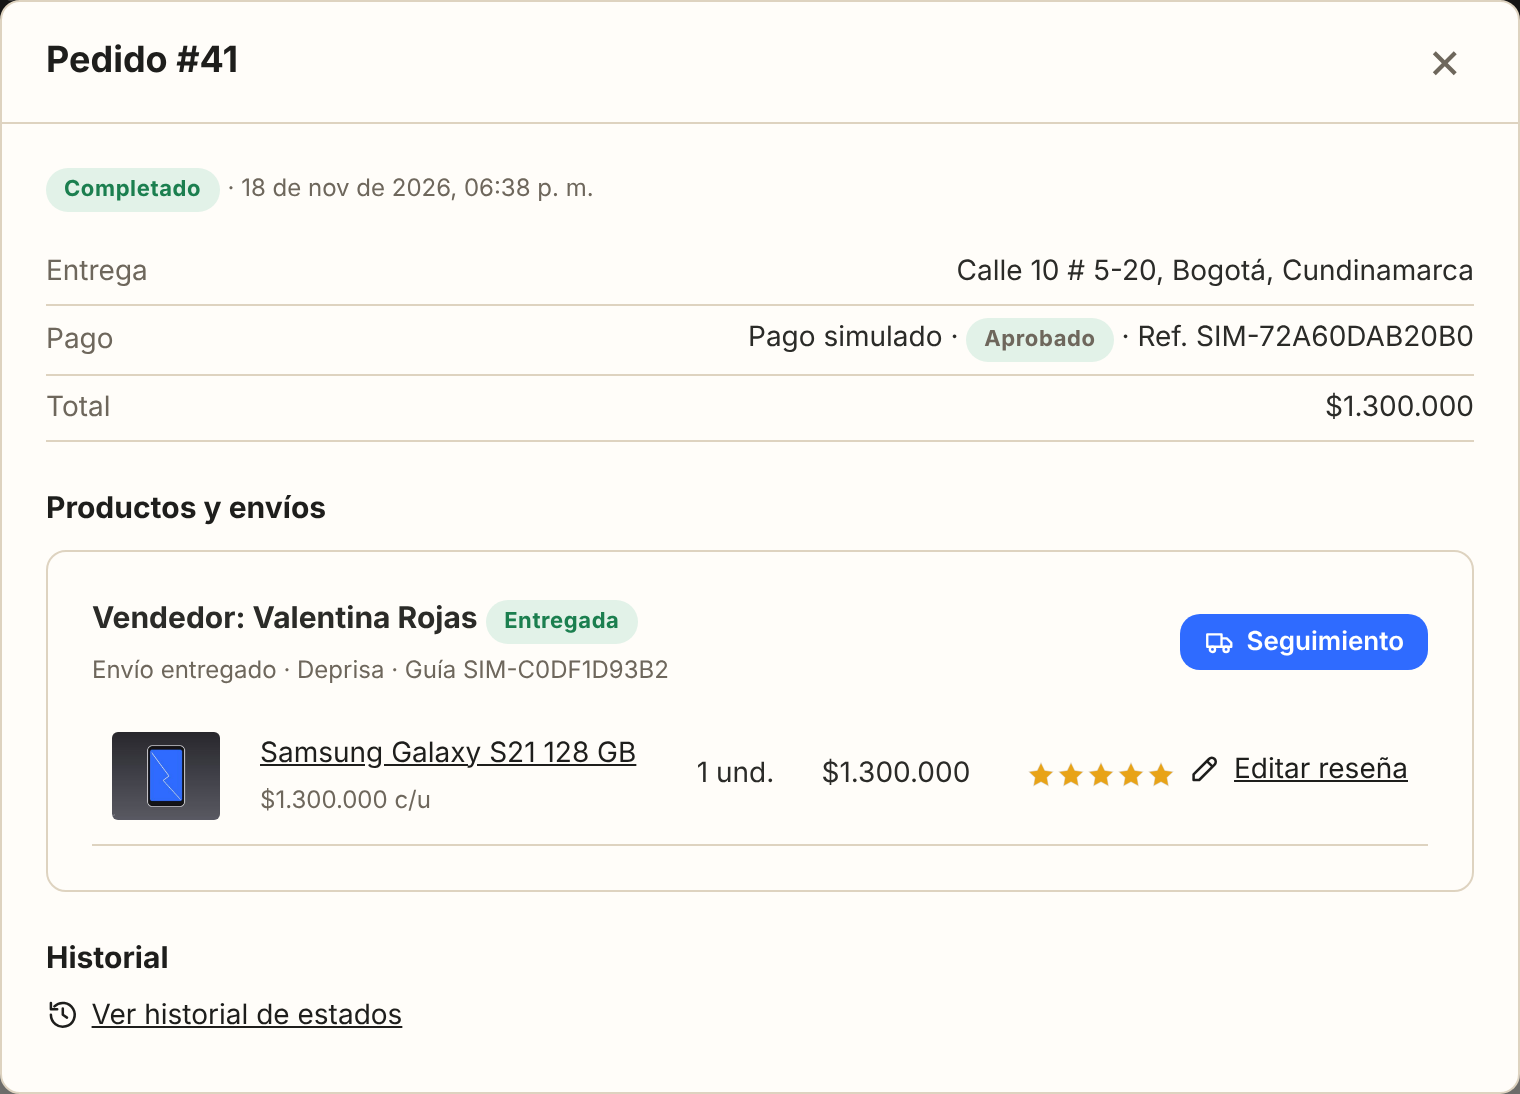 Pedido #41
Completado · 18 de nov de 2026, 06:38 p. m.
Entrega Calle 10 # 5-20, Bogotá, Cundinamarca
Pago Pago simulado · Aprobado · Ref. SIM-72A60DAB20B0
Total $1.300.000
Productos y envíos
Vendedor: Valentina Rojas Entregada
Envío entregado · Deprisa · Guía SIM-C0DF1D93B2
Seguimiento
Samsung Galaxy S21 128 GB
$1.300.000 c/u
1 und. $1.300.000 Editar reseña
Historial
Ver historial de estados